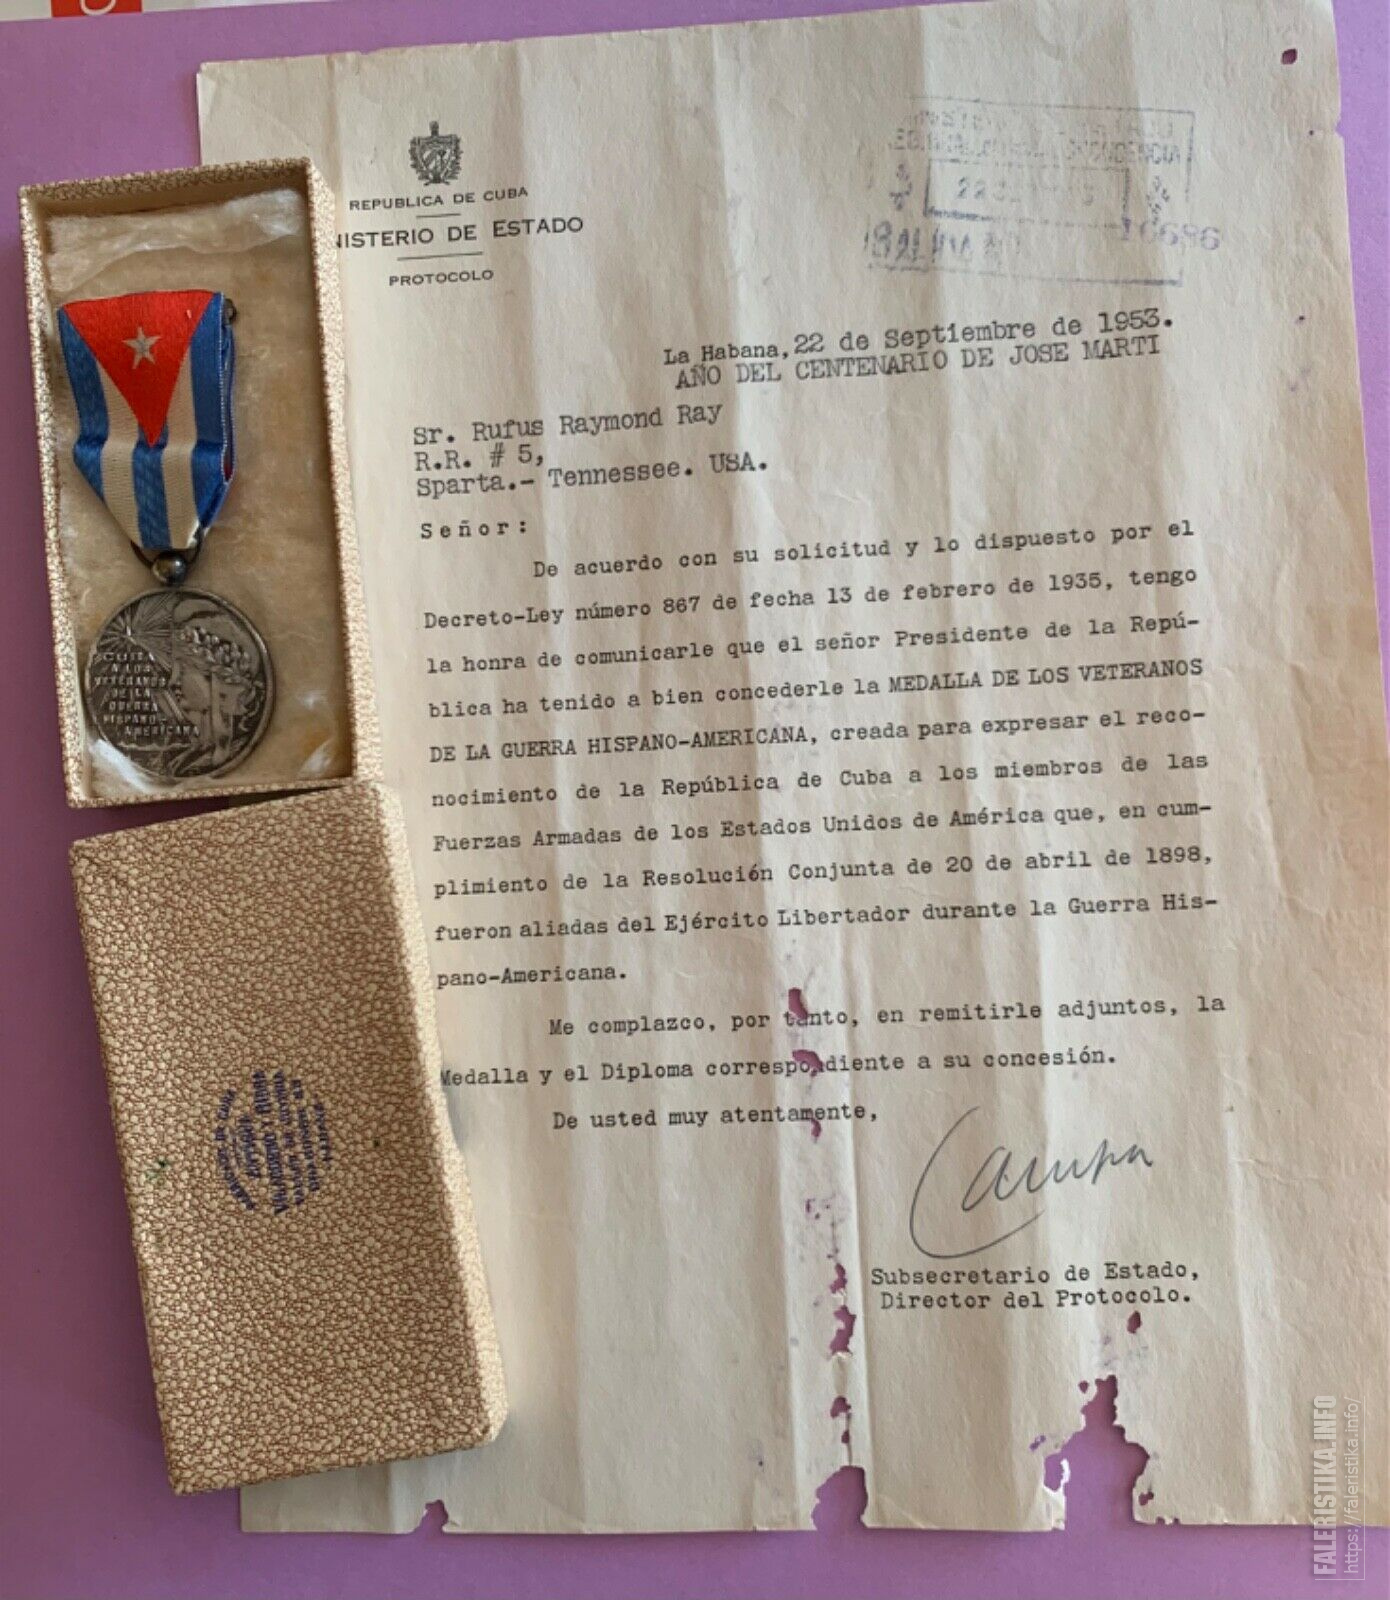 REPUBLICA DE CUBA
NISTERIO DE ESTADO
PROTOCOLO
10686
La Habana, 22 de Septiembre de 1953.
AÑO DEL CENTENARIO DE JOSE MARTI
Sr. Rufus Raymond Ray
R.R. # 5,
Sparta.- Tennessee. USA.
Señor:
De acuerdo con su solicitud y lo dispuesto por el
Decreto-Ley número 867 de fecha 13 de febrero de 1935, tengo
la honra de comunicarle que el señor Presidente de la Repú-
blica ha tenido a bien concederle la MEDALLA DE LOS VETERANOS
DE LA GUERRA HISPANO-AMERICANA, creada para expresar el reco-
nocimiento de la República de Cuba a los miembros de las
Fuerzas Armadas de los Estados Unidos de América que, en cum-
plimiento de la Resolución Conjunta de 20 de abril de 1898,
fueron aliadas del Ejército Libertador durante la Guerra His-
pano-Americana.
Me complazco, por tanto, en remitirle adjuntos, la
Medalla y el Diploma correspondiente a su concesión.
De usted muy atentamente,
Campa
Subsecretario de Estado,
Director del Protocolo.
CUBA
A LOS
VETERANOS
DE LA
GUERRA
HISPANO-
AMERICANA
VILARDEBO Y RIERA
FALERISTIKA.INFO
https://faleristika.info/